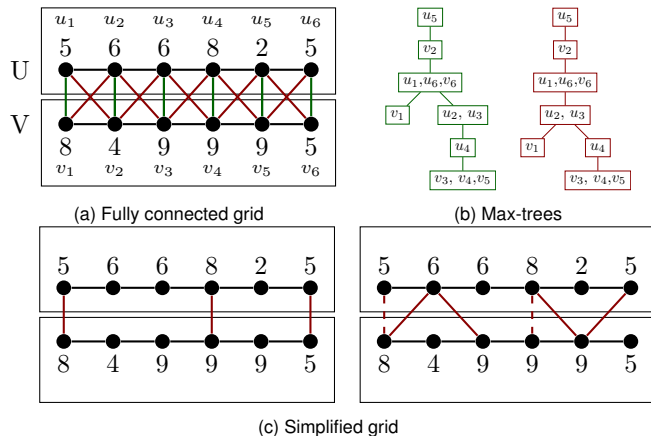 u1 u2 u3 u4 u5 u6
5 6 6 8 2 5
U
V
8 4 9 9 9 5
v1 v2 v3 v4 v5 v6
(a) Fully connected grid
u5
v2
u1,u6,v6
v1
u2, u3
u4
v3, v4,v5
u5
v2
u1,u6,v6
u2, u3
v1
u4
v3, v4,v5
(b) Max-trees
5 6 6 8 2 5
8 4 9 9 9 5
5 6 6 8 2 5
8 4 9 9 9 5
(c) Simplified grid